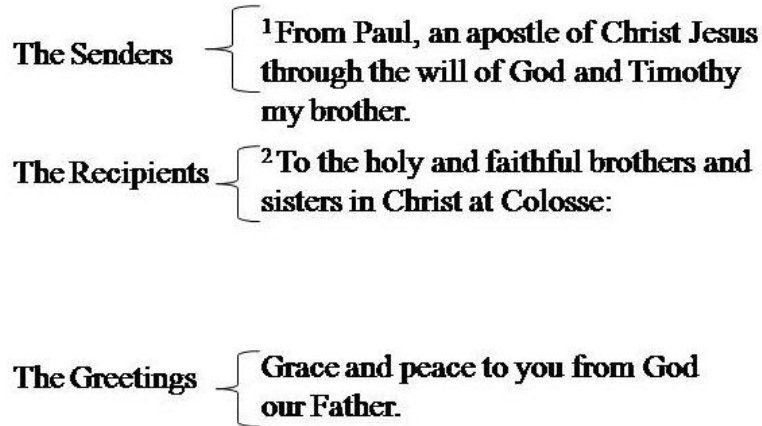 The Senders
¹From Paul, an apostle of Christ Jesus
through the will of God and Timothy
my brother.
The Recipients
²To the holy and faithful brothers and
sisters in Christ at Colosse:
The Greetings
Grace and peace to you from God
our Father.